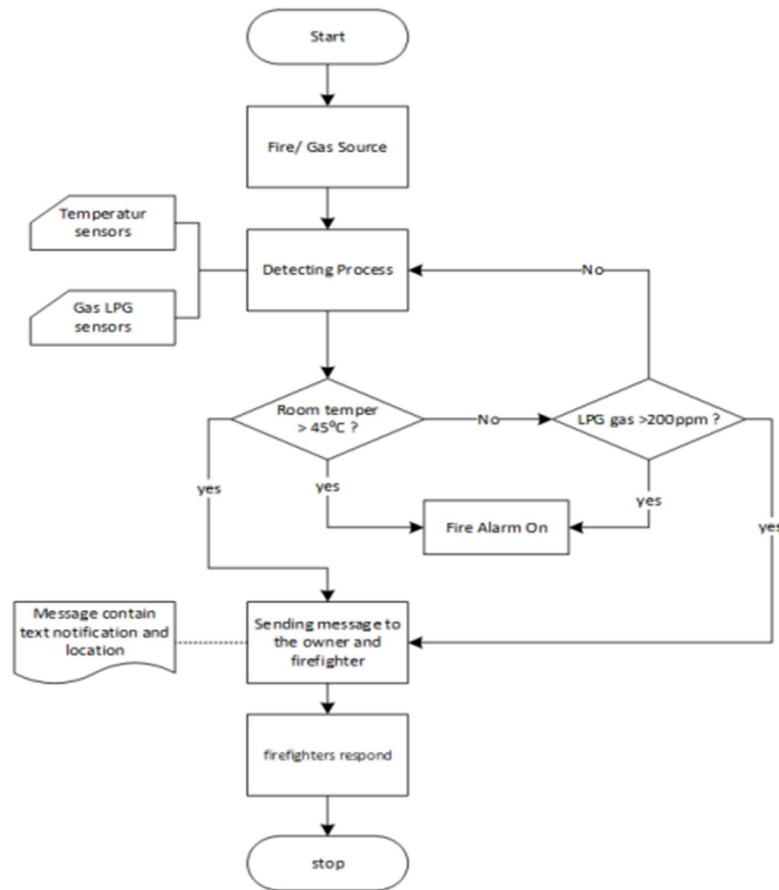 Start
Fire/ Gas Source
Temperatur
sensors
Detecting Process
No
Gas LPG
sensors
Room temper
> 45⁰C ?
No
LPG gas >200ppm ?
yes
yes
yes
yes
Fire Alarm On
Message contain
text notification and
location
Sending message to
the owner and
firefighter
firefighters respond
stop